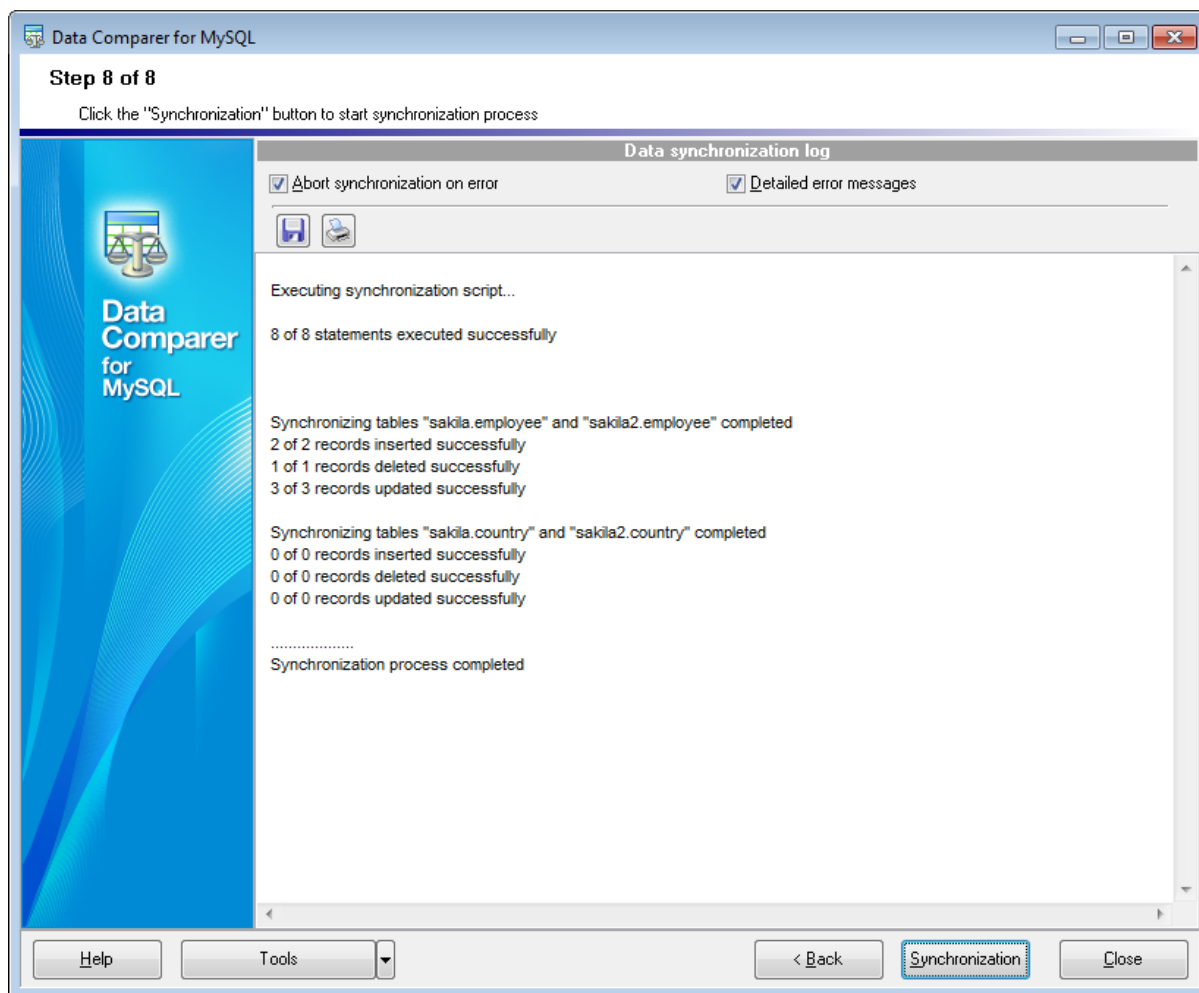 Data Comparer for MySQL
Step 8 of 8
Click the "Synchronization" button to start synchronization process
Data synchronization log
Abort synchronization on error
Detailed error messages
Data
Comparer
for
MySQL
Executing synchronization script...
8 of 8 statements executed successfully
Synchronizing tables "sakila.employee" and "sakila2.employee" completed
2 of 2 records inserted successfully
1 of 1 records deleted successfully
3 of 3 records updated successfully
Synchronizing tables "sakila.country" and "sakila2.country" completed
0 of 0 records inserted successfully
0 of 0 records deleted successfully
0 of 0 records updated successfully
...................
Synchronization process completed
Help
Tools
< Back
Synchronization
Close